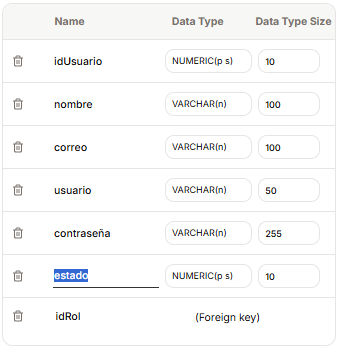 Name Data Type Data Type Size
idUsuario NUMERIC(p s) 10
nombre VARCHAR(n) 100
correo VARCHAR(n) 100
usuario VARCHAR(n) 50
contraseña VARCHAR(n) 255
estado NUMERIC(p s) 10
idRol (Foreign key)